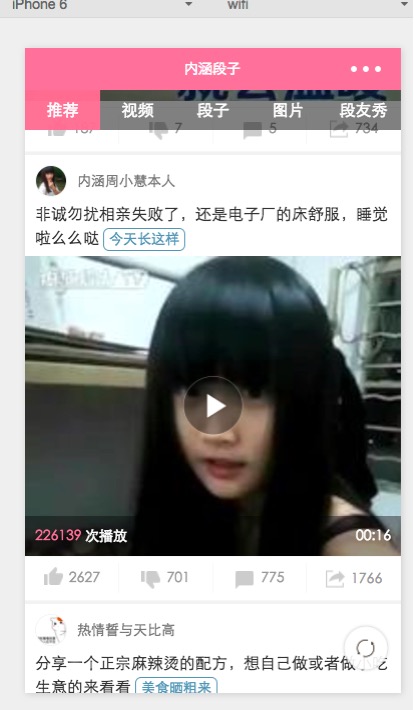 iPhone 6
wifi
内涵段子
推荐 视频 段子 图片 段友秀
7 5 734
内涵周小慧本人
非诚勿扰相亲失败了，还是电子厂的床舒服，睡觉
啦么么哒 今天长这样
226139 次播放 00:16
2627 701 775 1766
热情誓与天比高
分享一个正宗麻辣烫的配方，想自己做或者做小吃
生意的来看看 美食晒粗来